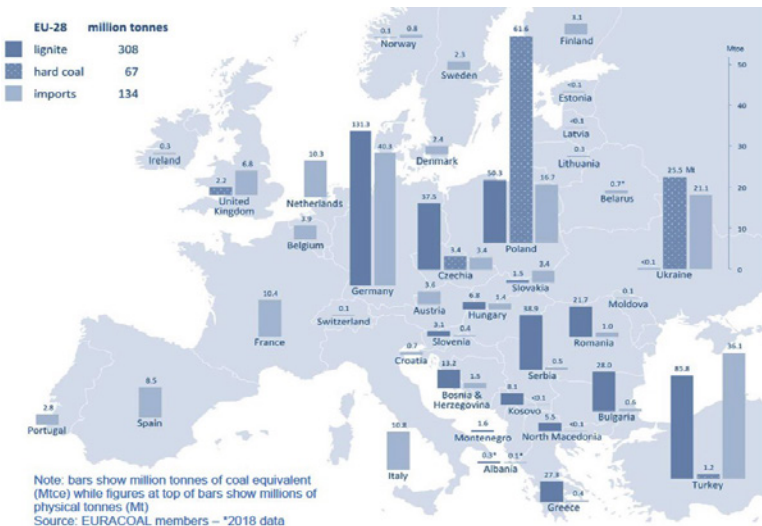 EU-28 million tonnes
lignite 308
hard coal 67
imports 134
0.3 0.8
Norway
2.3
Sweden
3.1
Finland
<0.1
Estonia
<0.1
Latvia
0.3
Lithuania
0.7*
Belarus
Mtce
50
40
30
20
10
0
0.3
Ireland
2.2 6.8
United
Kingdom
10.3
Netherlands
3.9
Belgium
131.3 40.3
Germany
2.4
Denmark
50.3 61.6 16.7
Poland
37.5 3.4 3.4
Czechia
1.5 3.4
Slovakia
<0.1 25.5 Mt 21.1
Ukraine
0.1
Moldova
10.4
France
0.1
Switzerland
3.6
Austria
6.8 1.4
Hungary
3.1 0.4
Slovenia
0.7
Croatia
13.2 1.5
Bosnia &
Herzegovina
38.9 0.5
Serbia
21.7 1.0
Romania
28.0 0.6
Bulgaria
8.1 <0.1
Kosovo
5.5 <0.1
North Macedonia
1.6
Montenegro
0.3* 0.1*
Albania
27.3 0.4
Greece
83.8 1.2 36.1
Turkey
2.8
Portugal
8.5
Spain
10.8
Italy
Note: bars show million tonnes of coal equivalent
(Mtce) while figures at top of bars show millions of
physical tonnes (Mt)
Source: EURACOAL members – *2018 data